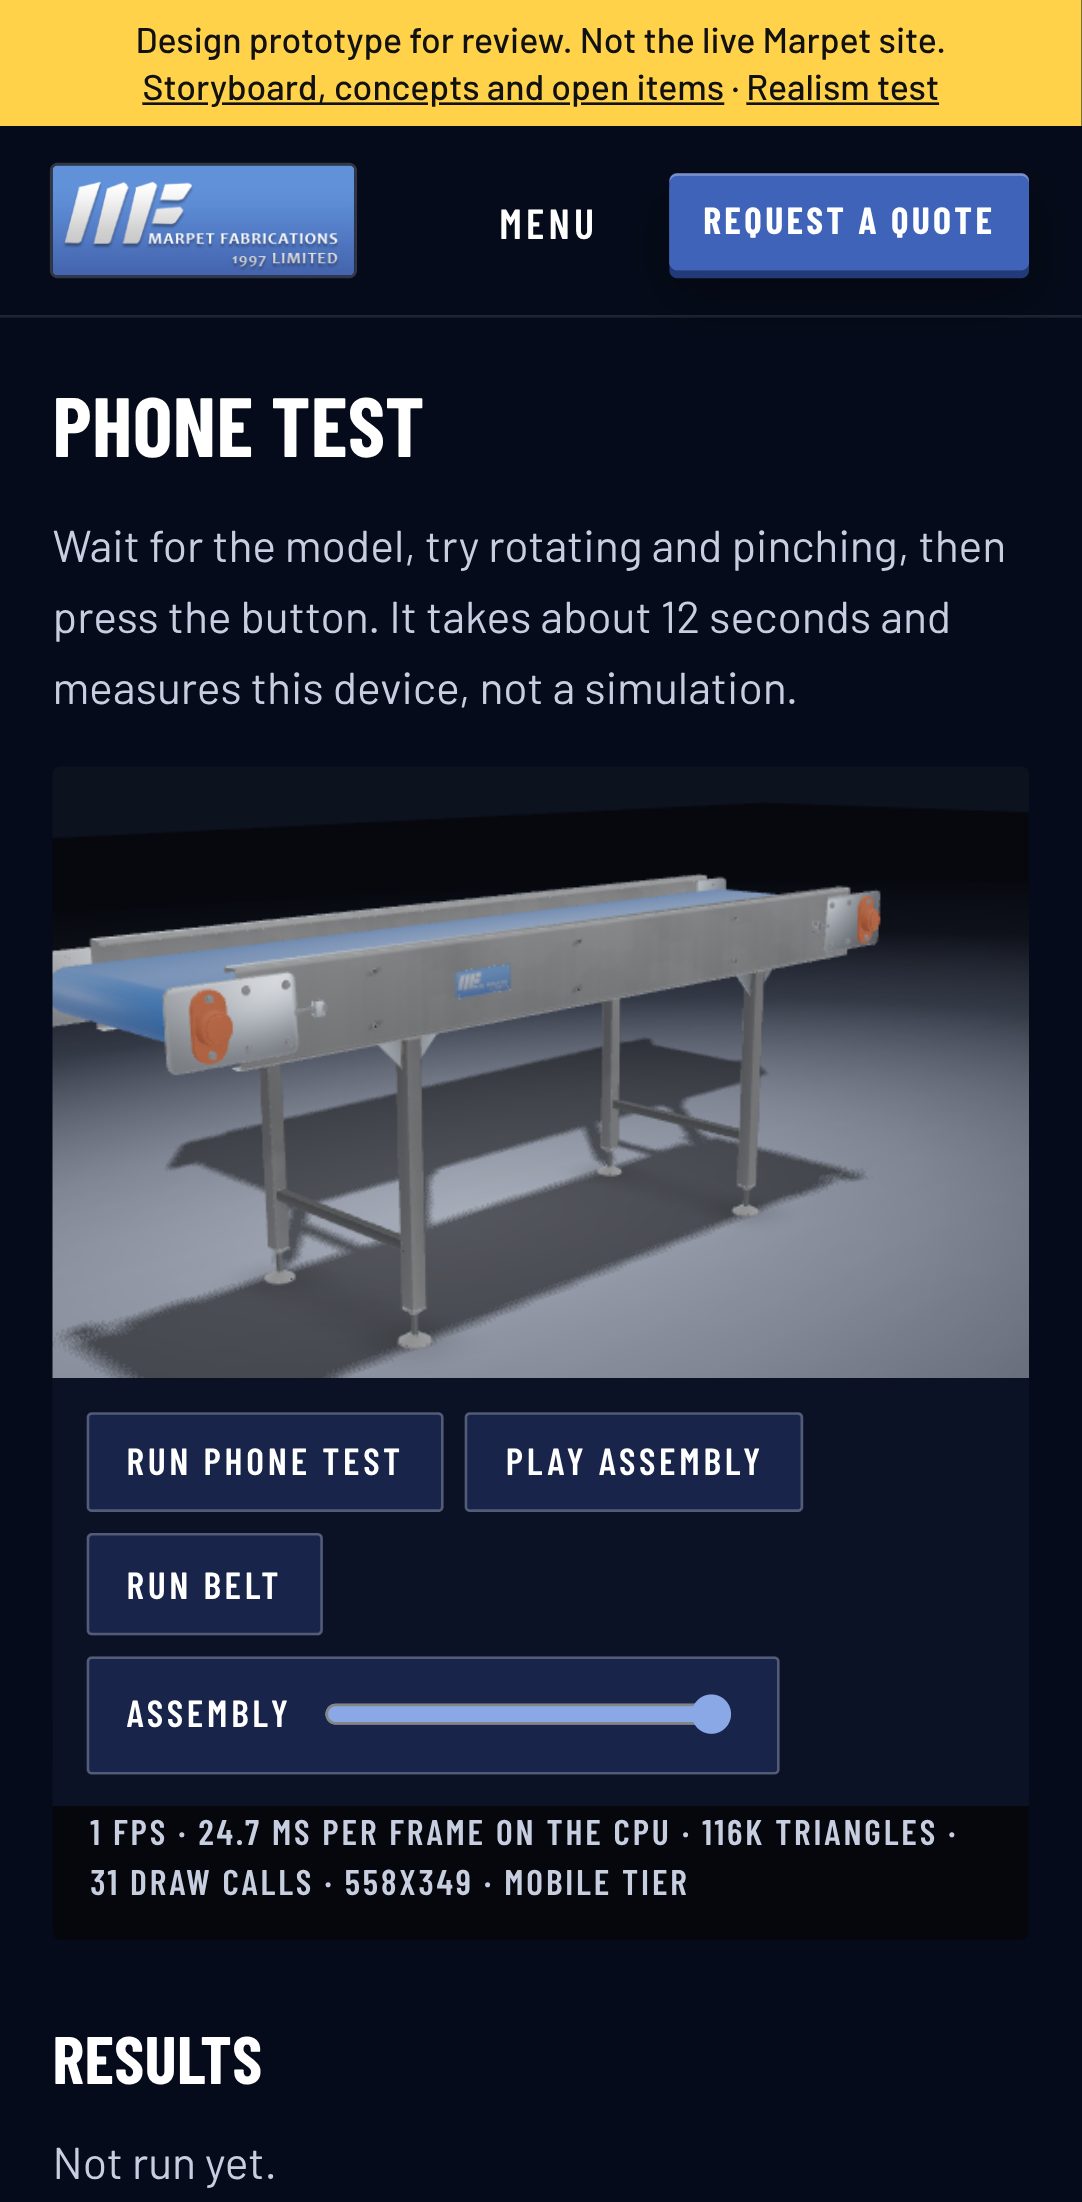 Design prototype for review. Not the live Marpet site.
Storyboard, concepts and open items · Realism test
MF
MARPET FABRICATIONS
1997 LIMITED
MENU
REQUEST A QUOTE
PHONE TEST
Wait for the model, try rotating and pinching, then
press the button. It takes about 12 seconds and
measures this device, not a simulation.
RUN PHONE TEST
PLAY ASSEMBLY
RUN BELT
ASSEMBLY
1 FPS · 24.7 MS PER FRAME ON THE CPU · 116K TRIANGLES ·
31 DRAW CALLS · 558X349 · MOBILE TIER
RESULTS
Not run yet.